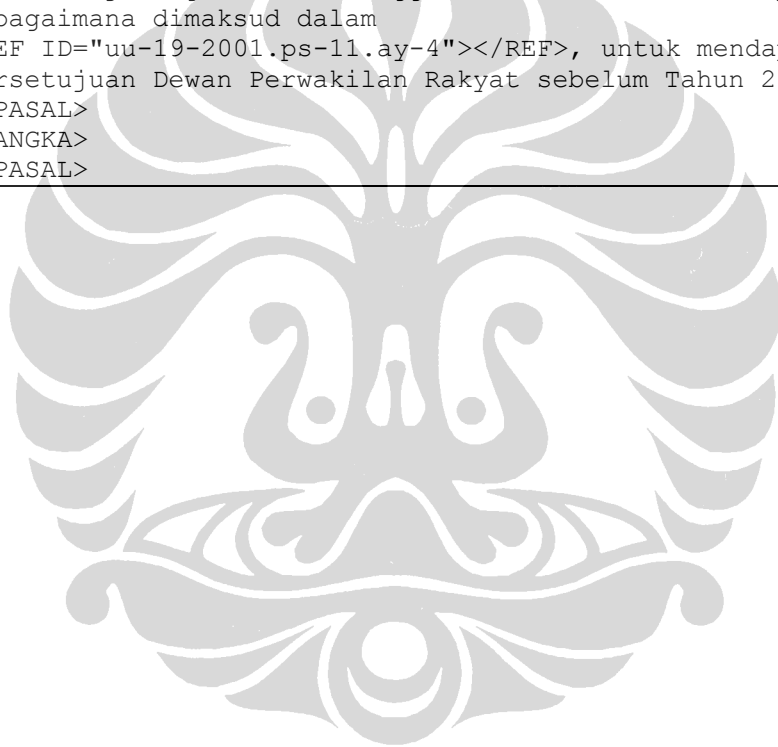 bagaimana dimaksud dalam
EF ID="uu-19-2001.ps-11.ay-4"></REF>, untuk menda
rsetujuan Dewan Perwakilan Rakyat sebelum Tahun 2
PASAL>
ANGKA>
PASAL>